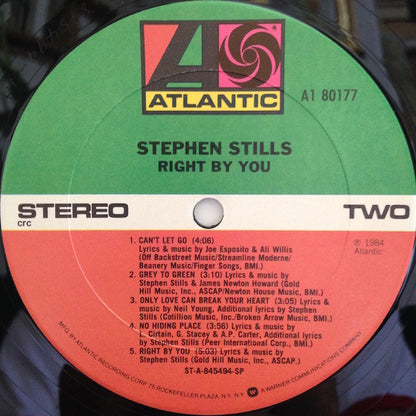 ATLANTIC
A1 80177
STEPHEN STILLS
RIGHT BY YOU
STEREO
crc
TWO
℗ 1984
Atlantic
1. CAN'T LET GO (4:06)
Lyrics & music by Joe Esposito & Ali Willis
(Off Backstreet Music/Streamline Moderne/
Beanery Music/Finger Songs, BMI.)
2. GREY TO GREEN (3:10) Lyrics & music by
Stephen Stills & James Newton Howard (Gold
Hill Music, Inc., ASCAP/Newton House Music, BMI.)
3. ONLY LOVE CAN BREAK YOUR HEART (3:05) Lyrics &
music by Neil Young, Additional lyrics by Stephen
Stills (Cotillion Music, Inc./Broken Arrow Music, BMI.)
4. NO HIDING PLACE (3:56) Lyrics & music by
L. Cirtain, G. Stacey & A.P. Carter, Additional lyrics
by Stephen Stills (Peer International Corp., BMI.)
5. RIGHT BY YOU (5:03) Lyrics & music by
Stephen Stills (Gold Hill Music, Inc., ASCAP.)
ST-A-845494-SP
MFG BY ATLANTIC RECORDING CORP 75 ROCKEFELLER PLAZA N.Y. N.Y. A WARNER COMMUNICATIONS